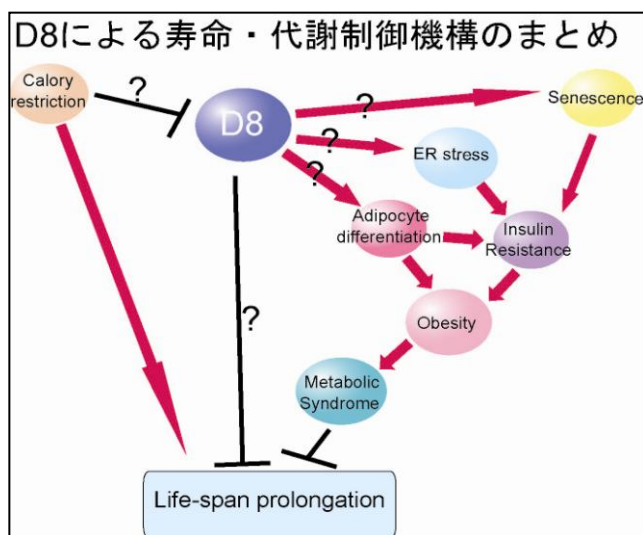 D8による寿命・代謝制御機構のまとめ
Calory
restriction
?
D8
?
Senescence
?
ER stress
?
Adipocyte
differentiation
Insulin
Resistance
?
Obesity
Metabolic
Syndrome
Life-span prolongation